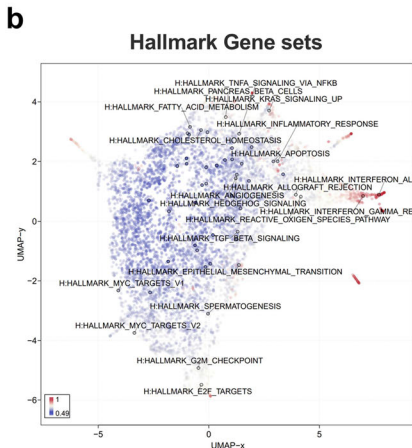 b
Hallmark Gene sets
H:HALLMARK_TNFA_SIGNALING_VIA_NFKB
H:HALLMARK_PANCREAS_BETA_CELLS
H:HALLMARK_KRAS_SIGNALING_UP
H:HALLMARK_FATTY_ACID_METABOLISM
H:HALLMARK_INFLAMMATORY_RESPONSE
H:HALLMARK_CHOLESTEROL_HOMEOSTASIS
H:HALLMARK_APOPTOSIS
H:HALLMARK_INTERFERON_AL
H:HALLMARK_ALLOGRAFT_REJECTION
H:HALLMARK_ANGIOGENESIS
H:HALLMARK_HEDGEHOG_SIGNALING
H:HALLMARK_INTERFERON_GAMMA_RE
H:HALLMARK_REACTIVE_OXIGEN_SPECIES_PATHWAY
H:HALLMARK_TGF_BETA_SIGNALING
H:HALLMARK_EPITHELIAL_MESENCHYMAL_TRANSITION
H:HALLMARK_MYC_TARGETS_V1
H:HALLMARK_SPERMATOGENESIS
H:HALLMARK_MYC_TARGETS_V2
H:HALLMARK_G2M_CHECKPOINT
H:HALLMARK_E2F_TARGETS
UMAP-y
4
2
0
−2
−4
−6
1
0.49
−5
0
5
UMAP-x